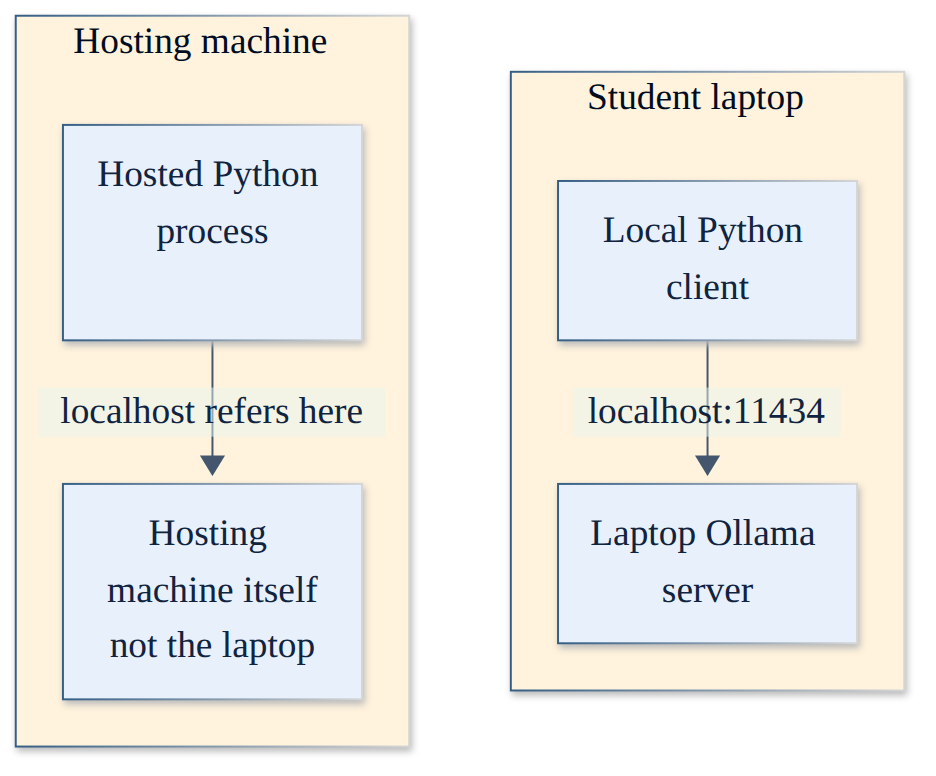 Hosting machine
Hosted Python
process
localhost refers here
Hosting
machine itself
not the laptop
Student laptop
Local Python
client
localhost:11434
Laptop Ollama
server